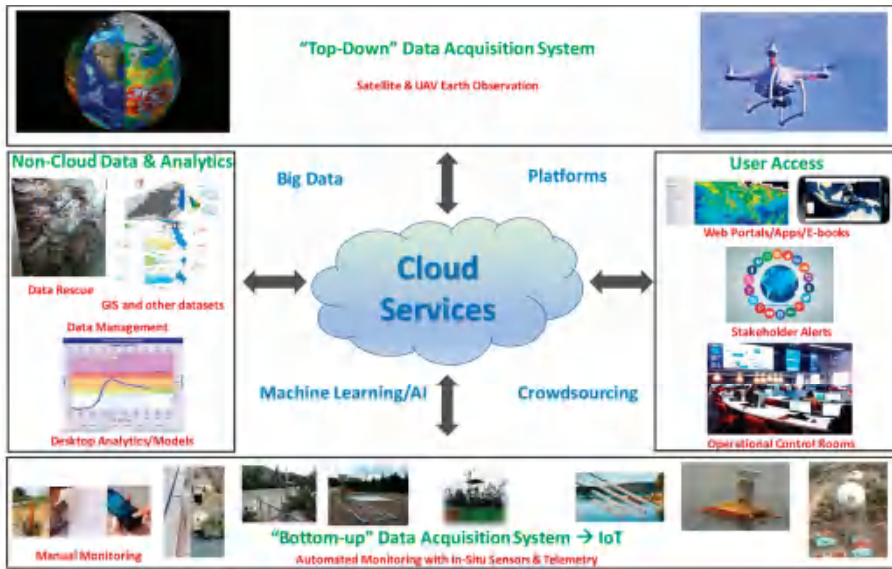 “Top-Down” Data Acquisition System
Satellite & UAV Earth Observation
Non-Cloud Data & Analytics
Data Rescue
GIS and other datasets
Data Management
Desktop Analytics/Models
Big Data
Platforms
Cloud
Services
Machine Learning/AI
Crowdsourcing
User Access
Web Portals/Apps/E-books
Stakeholder Alerts
Operational Control Rooms
“Bottom-up” Data Acquisition System → IoT
Manual Monitoring
Automated Monitoring with In-Situ Sensors & Telemetry